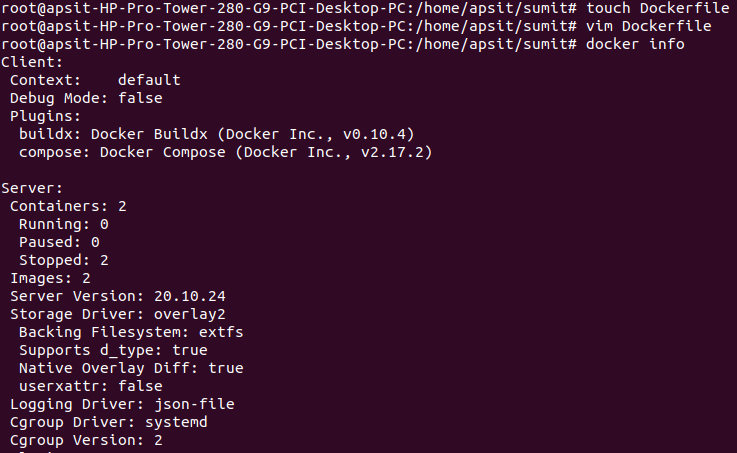 root@apsit-HP-Pro-Tower-280-G9-PCI-Desktop-PC:/home/apsit/sumit# touch Dockerfile
root@apsit-HP-Pro-Tower-280-G9-PCI-Desktop-PC:/home/apsit/sumit# vim Dockerfile
root@apsit-HP-Pro-Tower-280-G9-PCI-Desktop-PC:/home/apsit/sumit# docker info
Client:
 Context:    default
 Debug Mode: false
 Plugins:
  buildx: Docker Buildx (Docker Inc., v0.10.4)
  compose: Docker Compose (Docker Inc., v2.17.2)

Server:
 Containers: 2
  Running: 0
  Paused: 0
  Stopped: 2
 Images: 2
 Server Version: 20.10.24
 Storage Driver: overlay2
  Backing Filesystem: extfs
  Supports d_type: true
  Native Overlay Diff: true
  userxattr: false
 Logging Driver: json-file
 Cgroup Driver: systemd
 Cgroup Version: 2